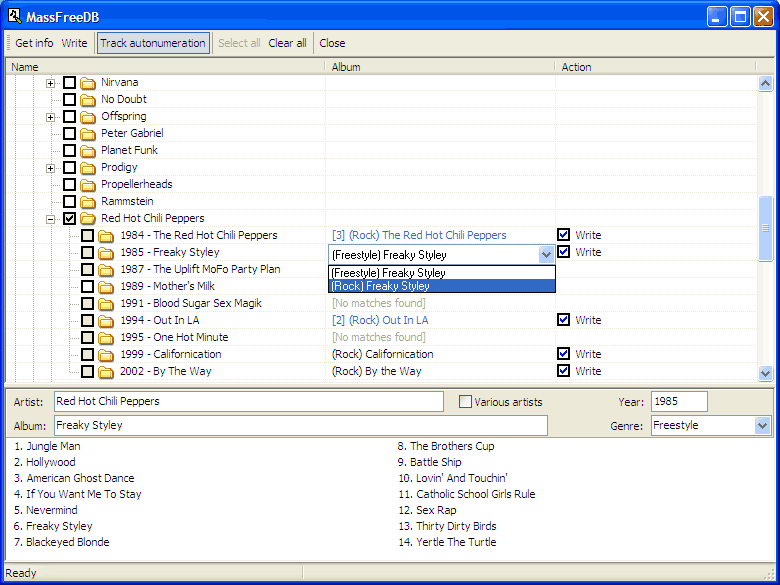 MassFreeDB
Get info Write Track autonumeration Select all Clear all Close
Name Album Action
Nirvana
No Doubt
Offspring
Peter Gabriel
Planet Funk
Prodigy
Propellerheads
Rammstein
Red Hot Chili Peppers
1984 - The Red Hot Chili Peppers [3] (Rock) The Red Hot Chili Peppers Write
1985 - Freaky Styley (Freestyle) Freaky Styley Write
1987 - The Uplift MoFo Party Plan (Freestyle) Freaky Styley
1989 - Mother's Milk (Rock) Freaky Styley
1991 - Blood Sugar Sex Magik [No matches found]
1994 - Out In LA [2] (Rock) Out In LA Write
1995 - One Hot Minute [No matches found]
1999 - Californication (Rock) Californication Write
2002 - By The Way (Rock) By the Way Write
Artist: Red Hot Chili Peppers Various artists Year: 1985
Album: Freaky Styley Genre: Freestyle
1. Jungle Man
2. Hollywood
3. American Ghost Dance
4. If You Want Me To Stay
5. Nevermind
6. Freaky Styley
7. Blackeyed Blonde
8. The Brothers Cup
9. Battle Ship
10. Lovin' And Touchin'
11. Catholic School Girls Rule
12. Sex Rap
13. Thirty Dirty Birds
14. Yertle The Turtle
Ready